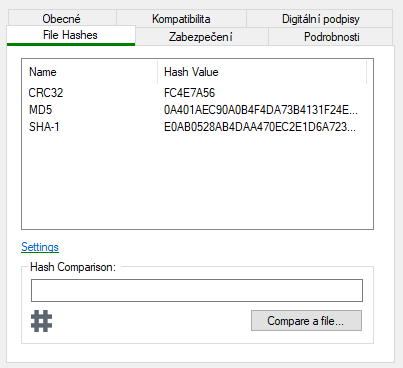 Obecné Kompatibilita Digitální podpisy
File Hashes Zabezpečení Podrobnosti
Name Hash Value
CRC32 FC4E7A56
MD5 0A401AEC90A0B4F4DA73B4131F24E...
SHA-1 E0AB0528AB4DAA470EC2E1D6A723...
Settings
Hash Comparison:
Compare a file...